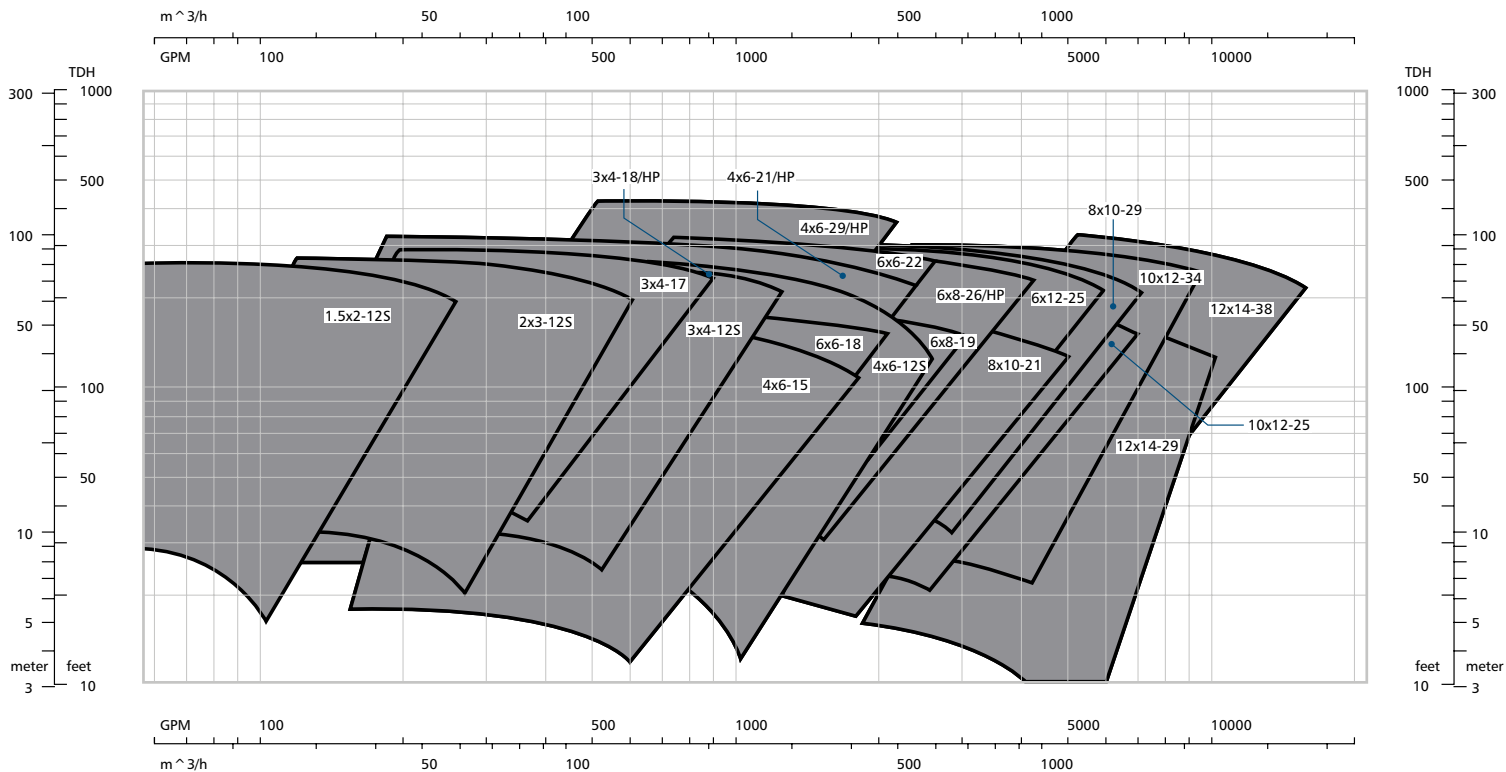 m^3/h 50 100 500 1000
GPM 100 500 1000 5000 10000
TDH TDH
300 1000 1000 300
500 3x4-18/HP 4x6-21/HP 500
8x10-29
100 4x6-29/HP 100
6x6-22
3x4-17 6x8-26/HP 6x12-25 10x12-34
1.5x2-12S 2x3-12S 12x14-38
50 3x4-12S 50
6x6-18 6x8-19
4x6-12S 8x10-21
100 4x6-15 100
10x12-25
12x14-29
50 50
10 10
5 5
meter feet feet meter
3 10 10 3
GPM 100 500 1000 5000 10000
m^3/h 50 100 500 1000